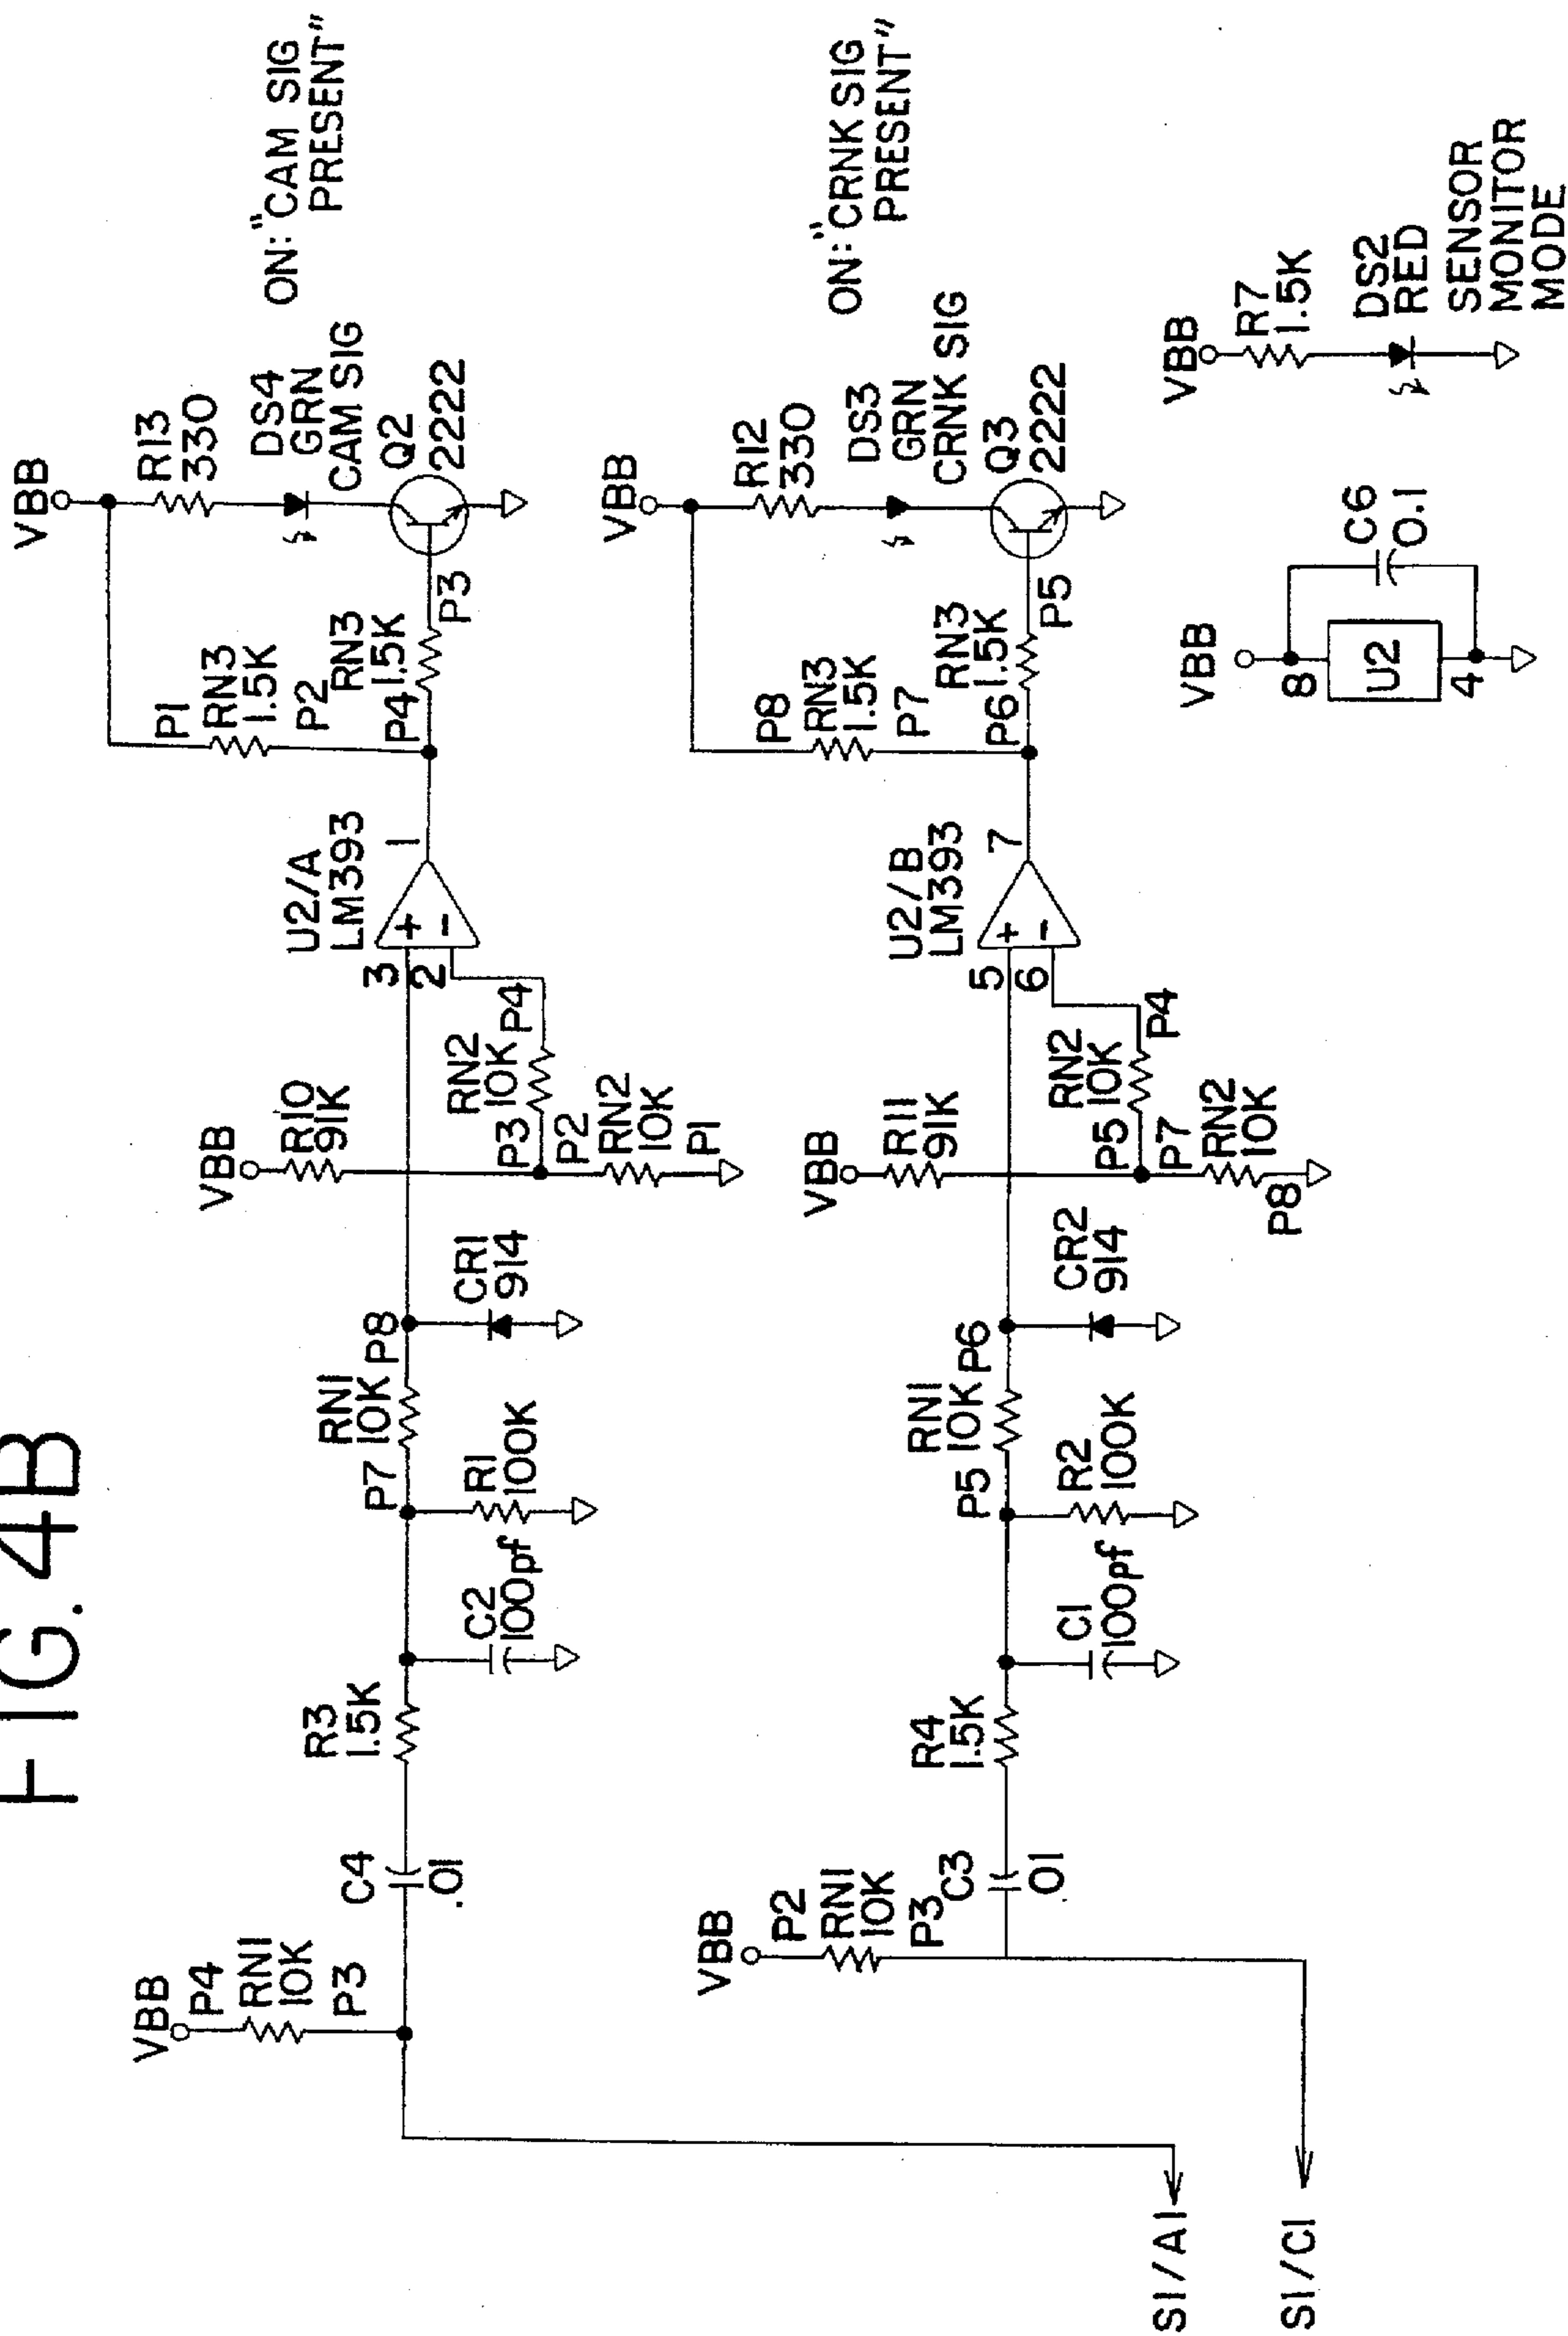 FIG. 4B
VBB
P4
RN1
10K
P3
C4
.01
R3
1.5K
C2
100pf
P7
R1
100K
RN1
10K
P8
CR1
914
VBB
R10
91K
P3
RN2
10K
P4
P2
RN2
10K
P1
3
2
+
-
U2/A
LM393
1
P1
RN3
1.5K
P2
P4
RN3
1.5K
P3
VBB
R13
330
DS4
GRN
CAM SIG
Q2
2222
ON: "CAM SIG
PRESENT"
VBB
P2
RN1
10K
P3
C3
.01
R4
1.5K
C1
100pf
P5
R2
100K
RN1
10K
P6
CR2
914
VBB
R11
91K
P5
RN2
10K
P4
P7
RN2
10K
P8
5
6
+
-
U2/B
LM393
7
P8
RN3
1.5K
P7
P6
RN3
1.5K
P5
VBB
R12
330
DS3
GRN
CRNK SIG
Q3
2222
ON: "CRNK SIG
PRESENT"
S1/A1
S1/C1
VBB
8
U2
4
C6
0.1
VBB
R7
1.5K
DS2
RED
SENSOR
MONITOR
MODE